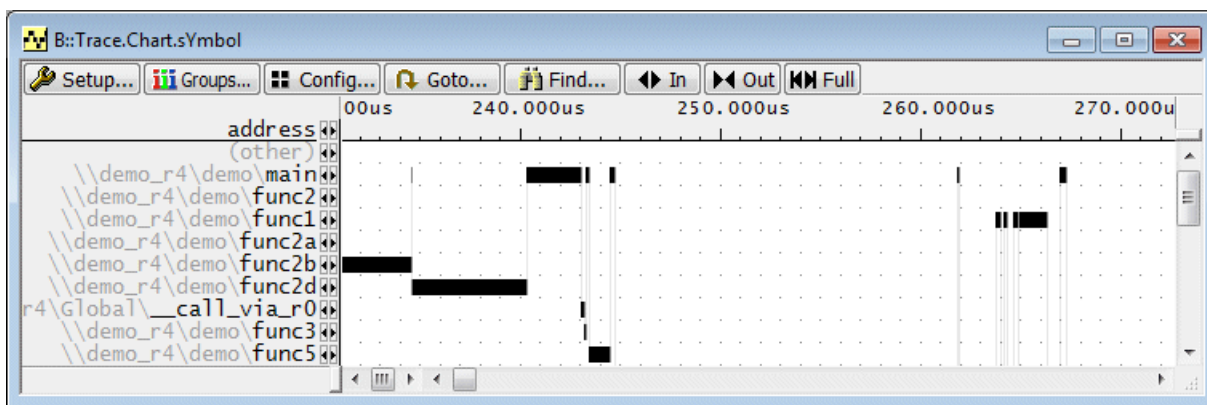 B::Trace.Chart.sYmbol
Setup... Groups... Config... Goto... Find... In Out Full
00us 240.000us 250.000us 260.000us 270.000u
address
(other)
\\demo_r4\demo\main
\\demo_r4\demo\func2
\\demo_r4\demo\func1
\\demo_r4\demo\func2a
\\demo_r4\demo\func2b
\\demo_r4\demo\func2d
r4\Global\__call_via_r0
\\demo_r4\demo\func3
\\demo_r4\demo\func5